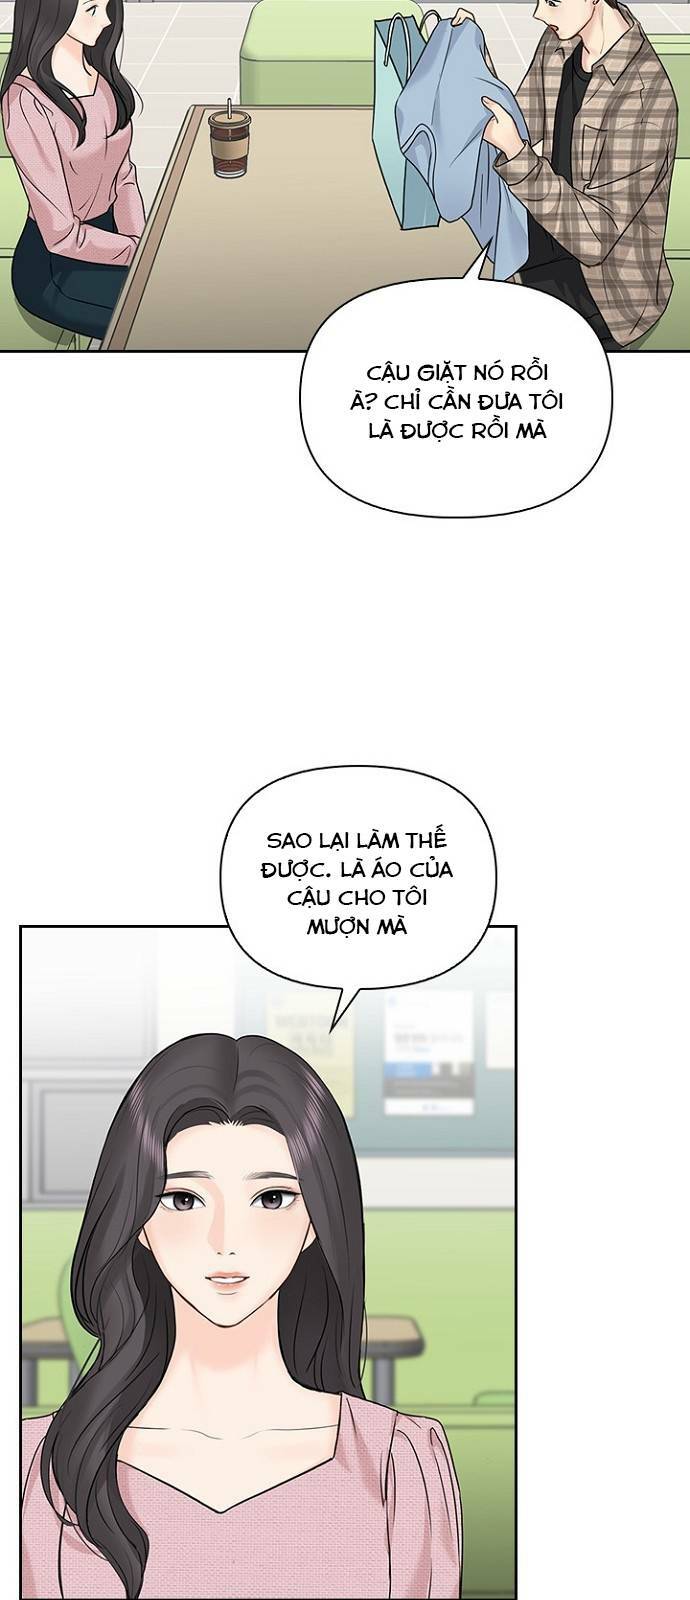 CẬU GIẶT NÓ RỒI
À? CHỈ CẦN ĐƯA TÔI
LÀ ĐƯỢC RỒI MÀ
SAO LẠI LÀM THẾ
ĐƯỢC. LÀ ÁO CỦA
CẬU CHO TÔI
MƯỢN MÀ